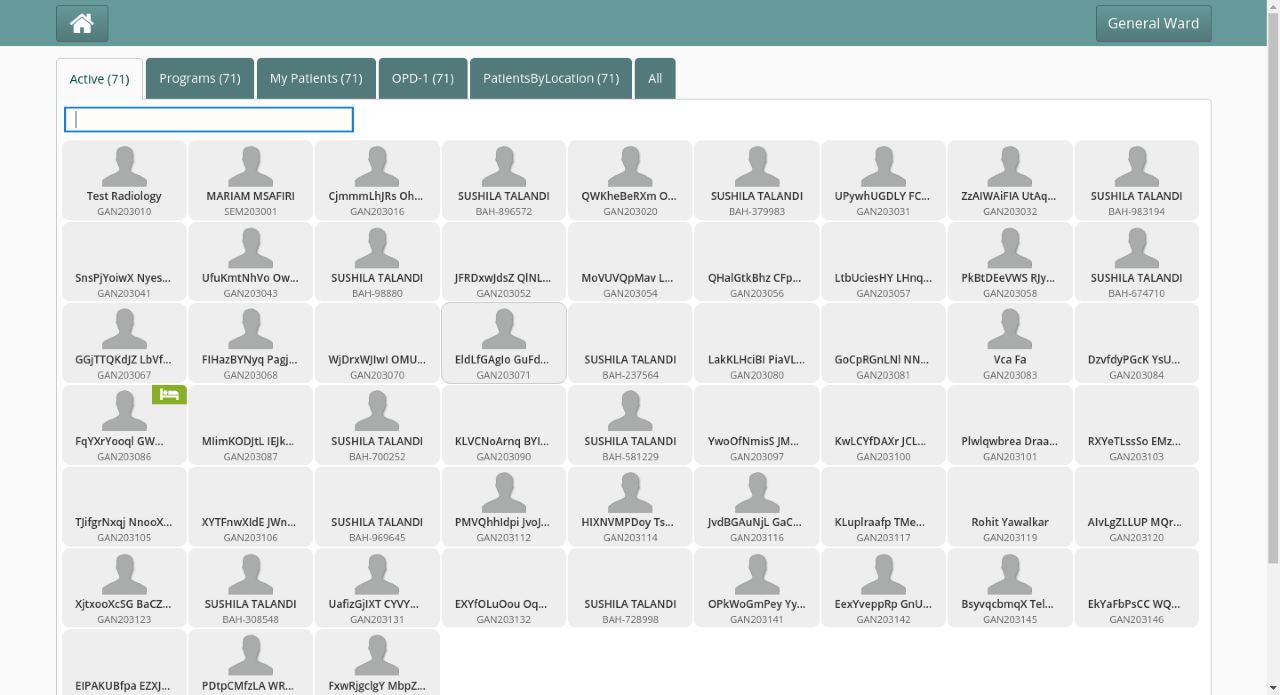 General Ward
Active (71)
Programs (71)
My Patients (71)
OPD-1 (71)
PatientsByLocation (71)
All
Test Radiology
GAN203010
MARIAM MSAFIRI
SEM203001
CjmmmLhJRs Oh...
GAN203016
SUSHILA TALANDI
BAH-896572
QWKheBeRXm O...
GAN203020
SUSHILA TALANDI
BAH-379983
UPywhUGDLY FC...
GAN203031
ZzAIWAiFIA UtAq...
GAN203032
SUSHILA TALANDI
BAH-983194
SnsPjYoiwX Nyes...
GAN203041
UfuKmtNhVo Ow...
GAN203043
SUSHILA TALANDI
BAH-98880
JFRDxwJdsZ QlNL...
GAN203052
MoVUVQpMav L...
GAN203054
QHalGtkBhz CFp...
GAN203056
LtbUciesHY LHnq...
GAN203057
PkBtDEeVWS RJy...
GAN203058
SUSHILA TALANDI
BAH-674710
GGjTTQKdJZ LbVf...
GAN203067
FIHazBYNyq Pagj...
GAN203068
WjDrxWJIwI OMU...
GAN203070
EldLfGAgIo GuFd...
GAN203071
SUSHILA TALANDI
BAH-237564
LakKLHciBI PiaVL...
GAN203080
GoCpRGnLNl NN...
GAN203081
Vca Fa
GAN203083
DzvfdyPGcK YsU...
GAN203084
FqYXrYooql GW...
GAN203086
MlimKODJtL IEJk...
GAN203087
SUSHILA TALANDI
BAH-700252
KLVCNoArnq BYI...
GAN203090
SUSHILA TALANDI
BAH-581229
YwoOfNmisS JM...
GAN203097
KwLCYfDAXr JCL...
GAN203100
Plwlqwbrea Draa...
GAN203101
RXYeTLssSo EMz...
GAN203103
TJifgrNxqj NnooX...
GAN203105
XYTFnwXIdE JWn...
GAN203106
SUSHILA TALANDI
BAH-969645
PMVQhhIdpi JvoJ...
GAN203112
HIXNVMPDoy Ts...
GAN203114
JvdBGAuNjL GaC...
GAN203116
KLuplraafp TMe...
GAN203117
Rohit Yawalkar
GAN203119
AIvLgZLLUP MQr...
GAN203120
XjtxooXcSG BaCZ...
GAN203123
SUSHILA TALANDI
BAH-308548
UafizGjIXT CYVY...
GAN203131
EXYfOLuOou Oq...
GAN203132
SUSHILA TALANDI
BAH-728998
OPkWoGmPey Yy...
GAN203141
EexYveppRp GnU...
GAN203142
BsyvqcbmqX Tel...
GAN203145
EkYaFbPsCC WQ...
GAN203146
EIPAKUBfpa EZXJ...
PDtpCMfzLA WR...
FxwRjgclgY MbpZ...